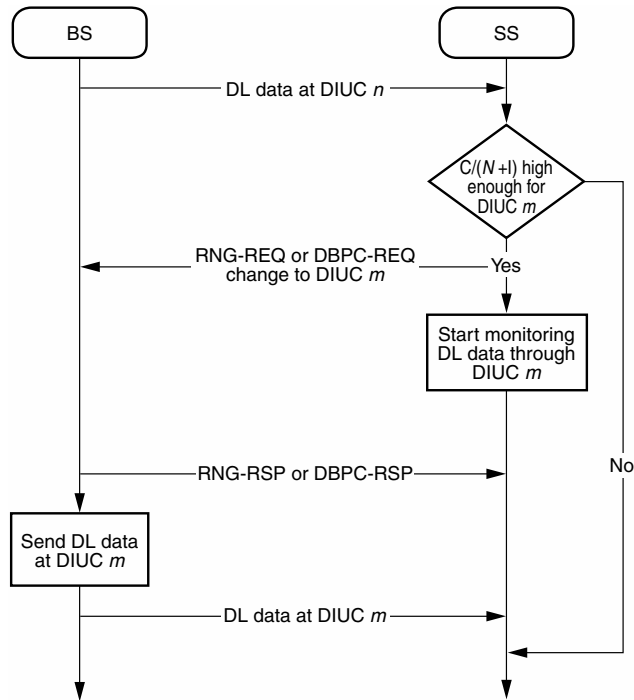 BS
SS
DL data at DIUC n
C/(N +I) high
enough for
DIUC m
RNG-REQ or DBPC-REQ
change to DIUC m
Yes
Start monitoring
DL data through
DIUC m
RNG-RSP or DBPC-RSP
No
Send DL data
at DIUC m
DL data at DIUC m